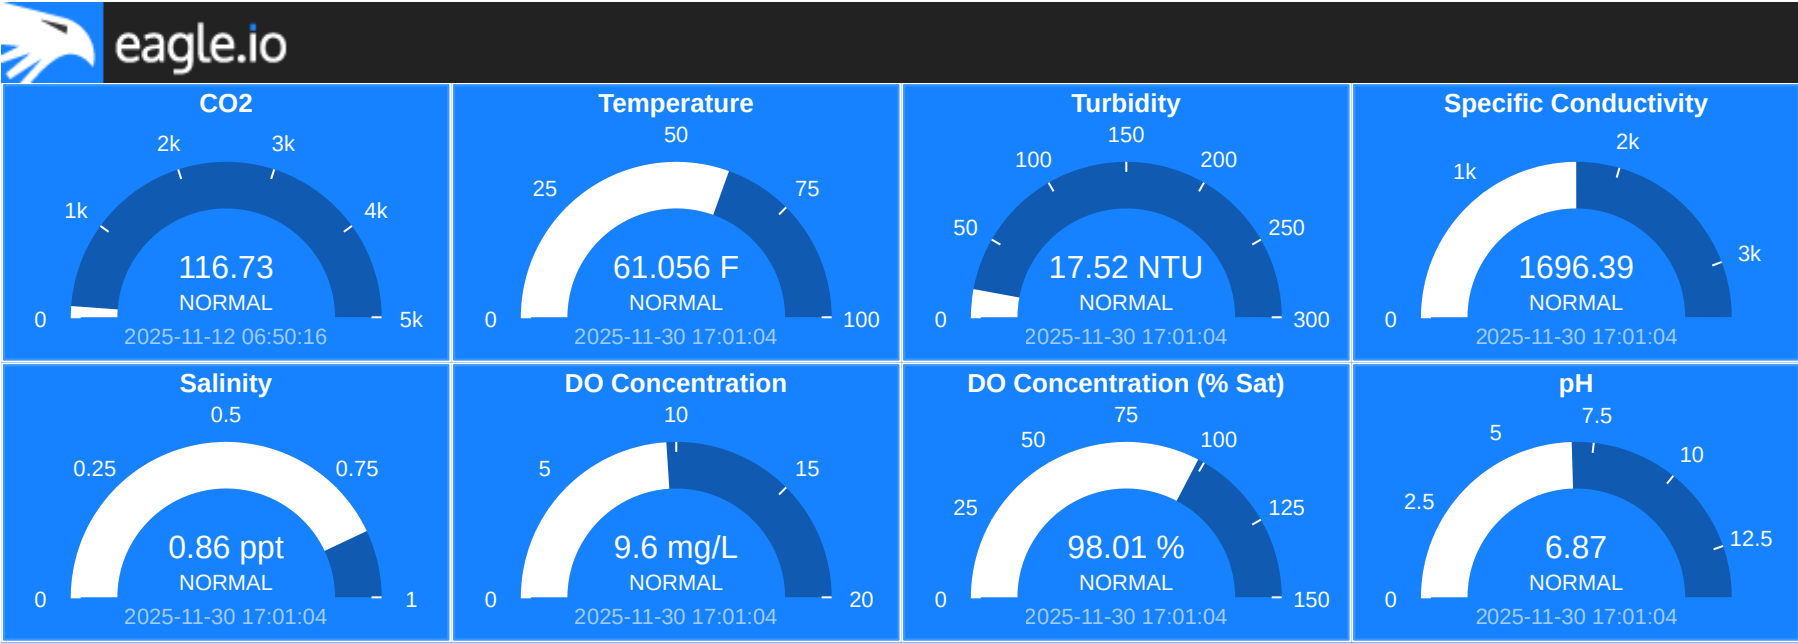 eagle.io
CO2
0
1k
2k
3k
4k
5k
116.73
NORMAL
2025-11-12 06:50:16
Temperature
0
25
50
75
100
61.056 F
NORMAL
2025-11-30 17:01:04
Turbidity
0
50
100
150
200
250
300
17.52 NTU
NORMAL
2025-11-30 17:01:04
Specific Conductivity
0
1k
2k
3k
1696.39
NORMAL
2025-11-30 17:01:04
Salinity
0
0.25
0.5
0.75
1
0.86 ppt
NORMAL
2025-11-30 17:01:04
DO Concentration
0
5
10
15
20
9.6 mg/L
NORMAL
2025-11-30 17:01:04
DO Concentration (% Sat)
0
25
50
75
100
125
150
98.01 %
NORMAL
2025-11-30 17:01:04
pH
0
2.5
5
7.5
10
12.5
6.87
NORMAL
2025-11-30 17:01:04